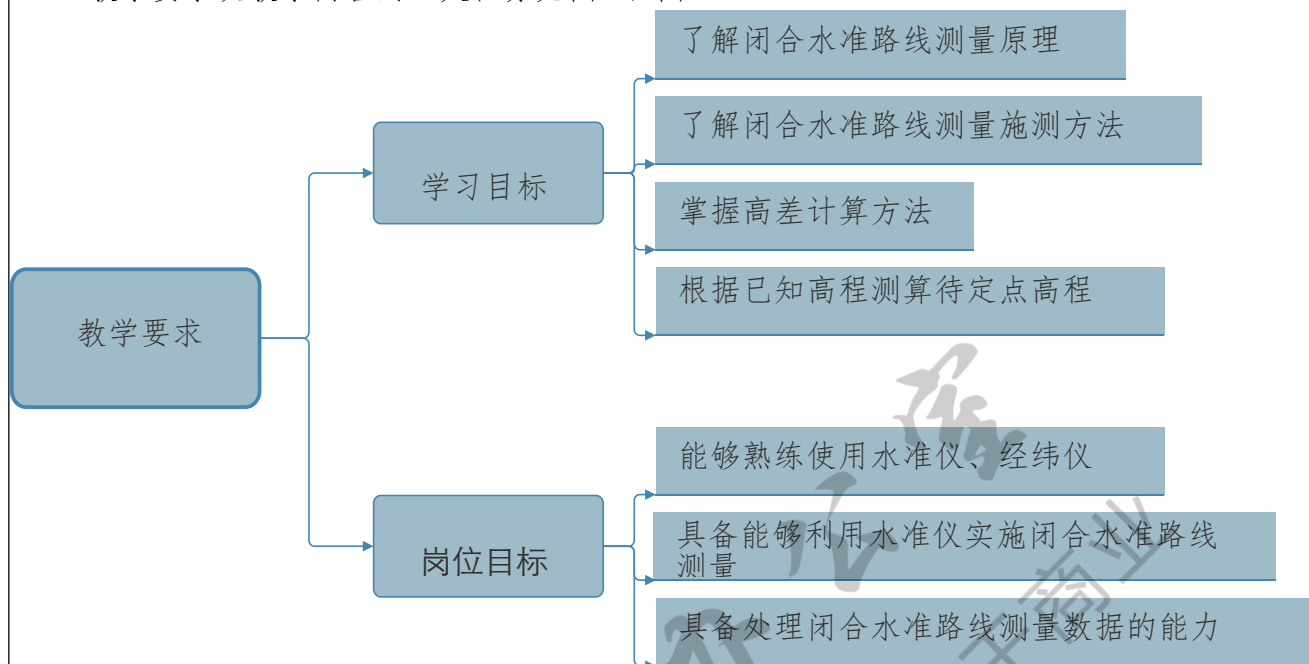 了解闭合水准路线测量原理
了解闭合水准路线测量施测方法
学习目标
掌握高差计算方法
根据已知高程测算待定点高程
教学要求
能够熟练使用水准仪、经纬仪
具备能够利用水准仪实施闭合水准路线
测量
岗位目标
具备处理闭合水准路线测量数据的能力
于商业